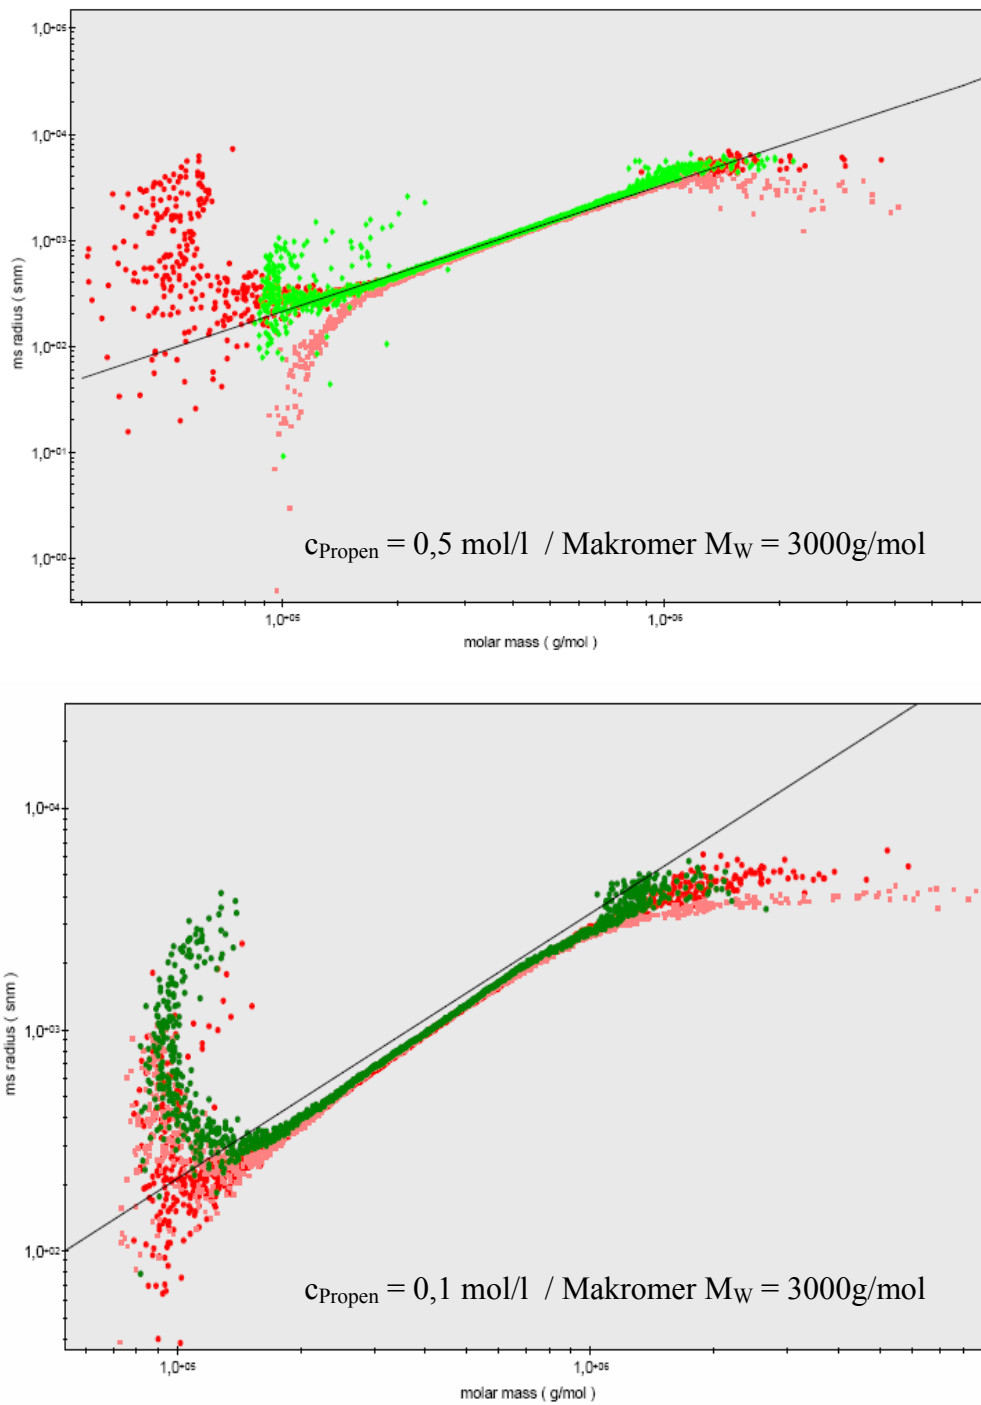 1,0+05
1,0+04
1,0+03
1,0+02
1,0+01
1,0+00
ms radius ( snm )
cPropen = 0,5 mol/l / Makromer MW = 3000g/mol
1,0+05 1,0+06
molar mass ( g/mol )
1,0+04
1,0+03
1,0+02
ms radius ( snm )
cPropen = 0,1 mol/l / Makromer MW = 3000g/mol
1,0+05 1,0+06
molar mass ( g/mol )